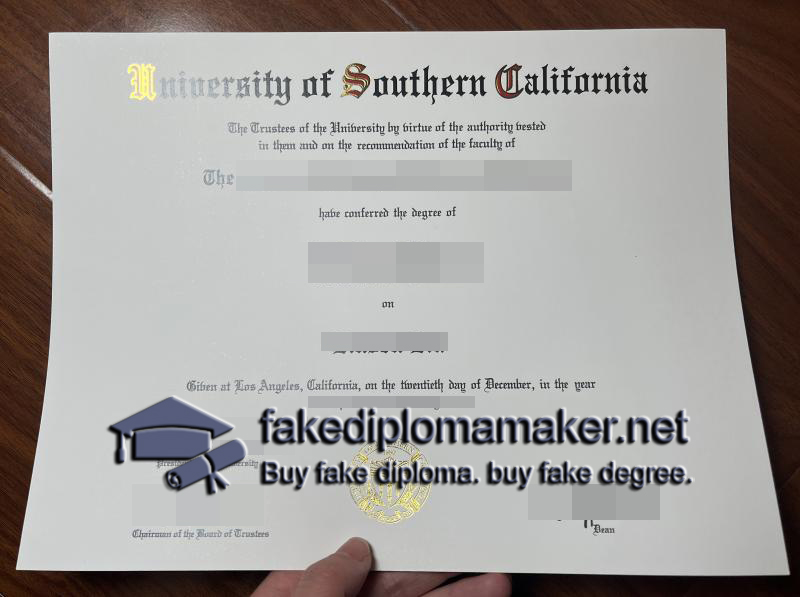 University of Southern California
The Trustees of the University by virtue of the authority vested
in them and on the recommendation of the faculty of
The
have conferred the degree of
on
Given at Los Angeles, California, on the twentieth day of December, in the year
fakediplomamaker.net
Buy fake diploma. buy fake degree.
Chairman of the Board of Trustees
Dean